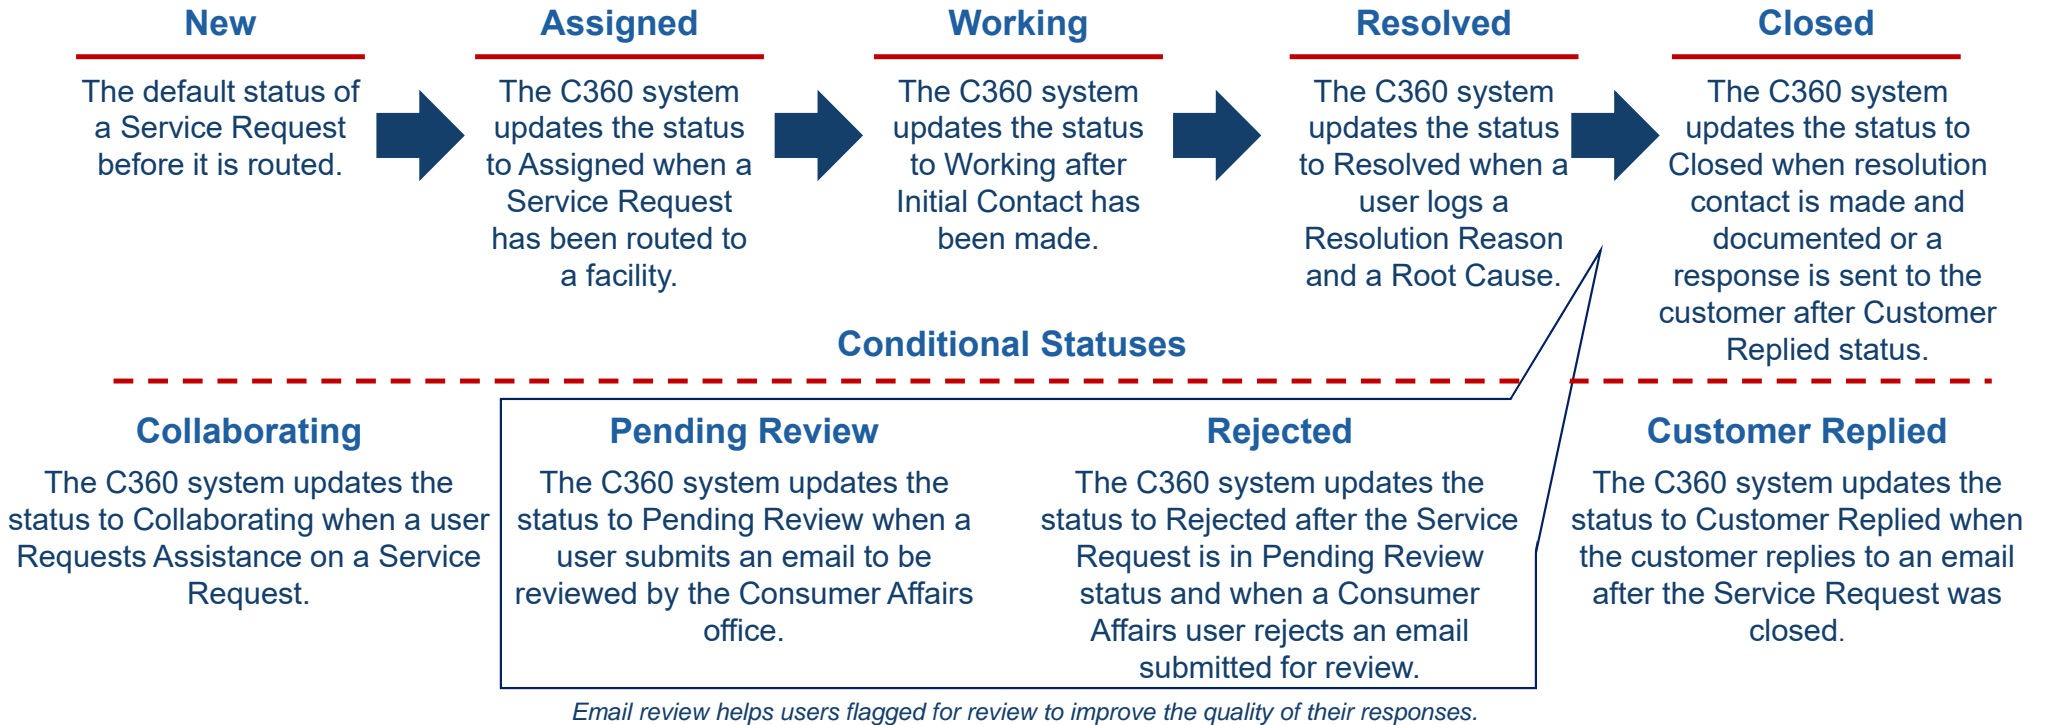 New
The default status of
a Service Request
before it is routed.
Assigned
The C360 system
updates the status
to Assigned when a
Service Request
has been routed to
a facility.
Working
The C360 system
updates the status
to Working after
Initial Contact has
been made.
Resolved
The C360 system
updates the status
to Resolved when a
user logs a
Resolution Reason
and a Root Cause.
Closed
The C360 system
updates the status to
Closed when resolution
contact is made and
documented or a
response is sent to the
customer after Customer
Replied status.
Conditional Statuses
Collaborating
The C360 system updates the
status to Collaborating when a user
Requests Assistance on a Service
Request.
Pending Review
The C360 system updates the
status to Pending Review when a
user submits an email to be
reviewed by the Consumer Affairs
office.
Rejected
The C360 system updates the
status to Rejected after the Service
Request is in Pending Review
status and when a Consumer
Affairs user rejects an email
submitted for review.
Customer Replied
The C360 system updates the
status to Customer Replied when
the customer replies to an email
after the Service Request was
closed.
Email review helps users flagged for review to improve the quality of their responses.